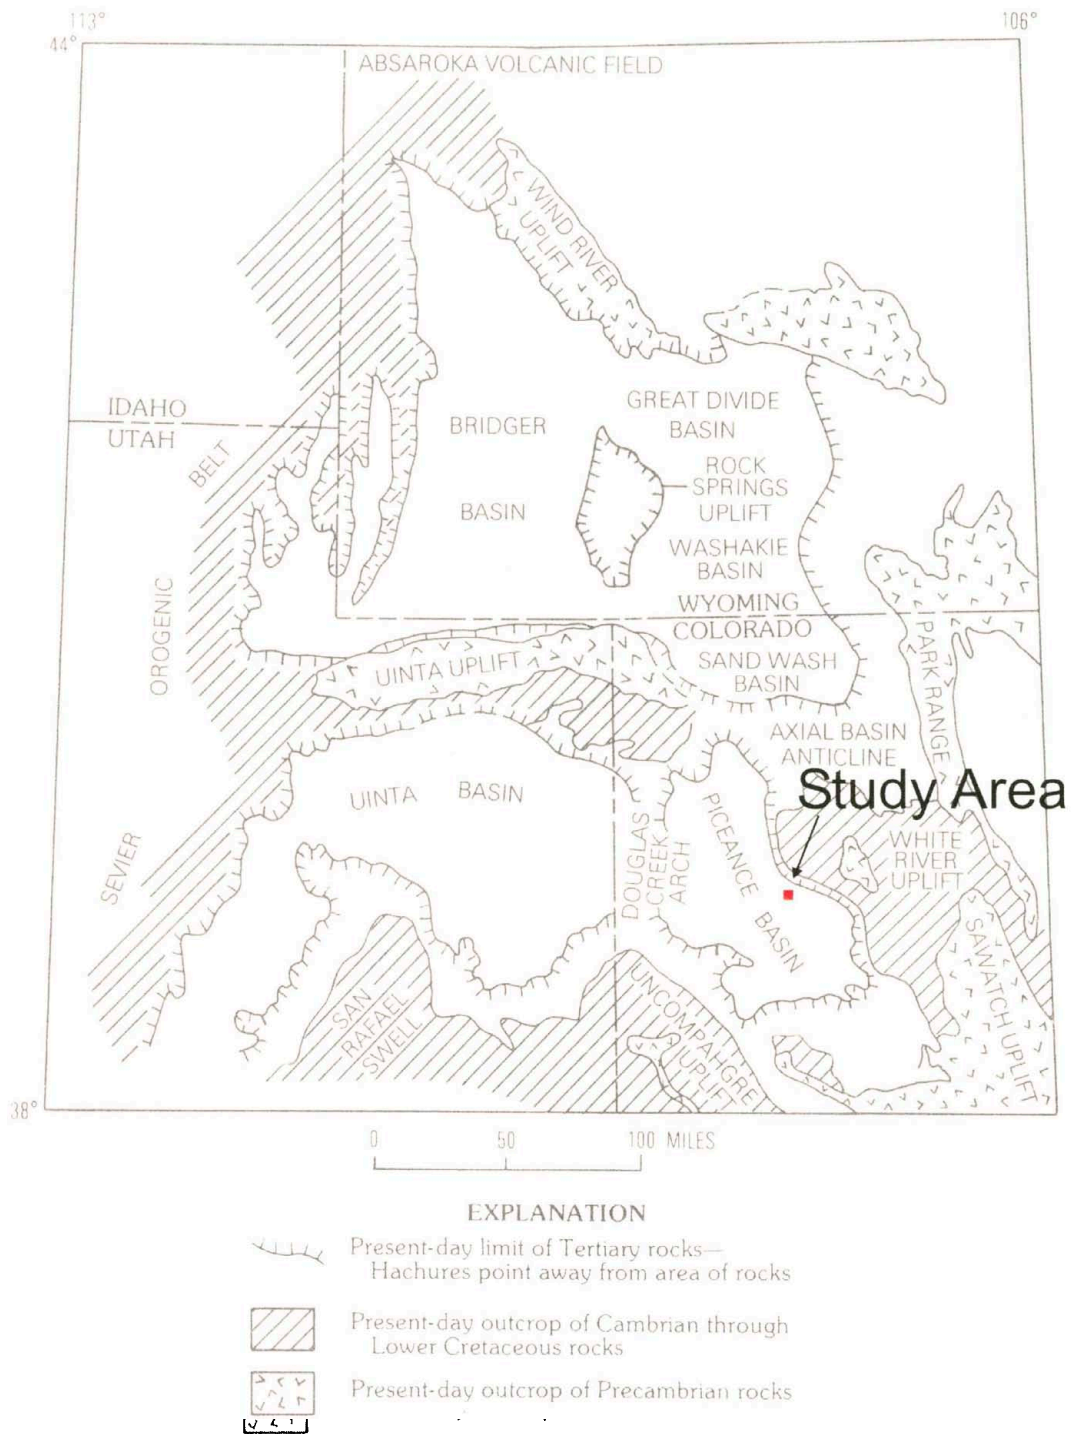 113°
106°
44°
ABSAROKA VOLCANIC FIELD
WIND RIVER
UPLIFT
IDAHO
UTAH
BELT
BRIDGER
BASIN
GREAT DIVIDE
BASIN
ROCK
SPRINGS
UPLIFT
WASHAKIE
BASIN
WYOMING
COLORADO
OROGENIC
UINTA UPLIFT
SAND WASH
BASIN
PARK RANGE
AXIAL BASIN
ANTICLINE
Study Area
UINTA BASIN
DOUGLAS
CREEK
ARCH
PICEANCE
BASIN
WHITE
RIVER
UPLIFT
SEVIER
SAN
RAFAEL
SWELL
UNCOMPAHGRE
UPLIFT
SAWATCH UPLIFT
38°
0 50 100 MILES
EXPLANATION
Present-day limit of Tertiary rocks—
Hachures point away from area of rocks
Present-day outcrop of Cambrian through
Lower Cretaceous rocks
Present-day outcrop of Precambrian rocks